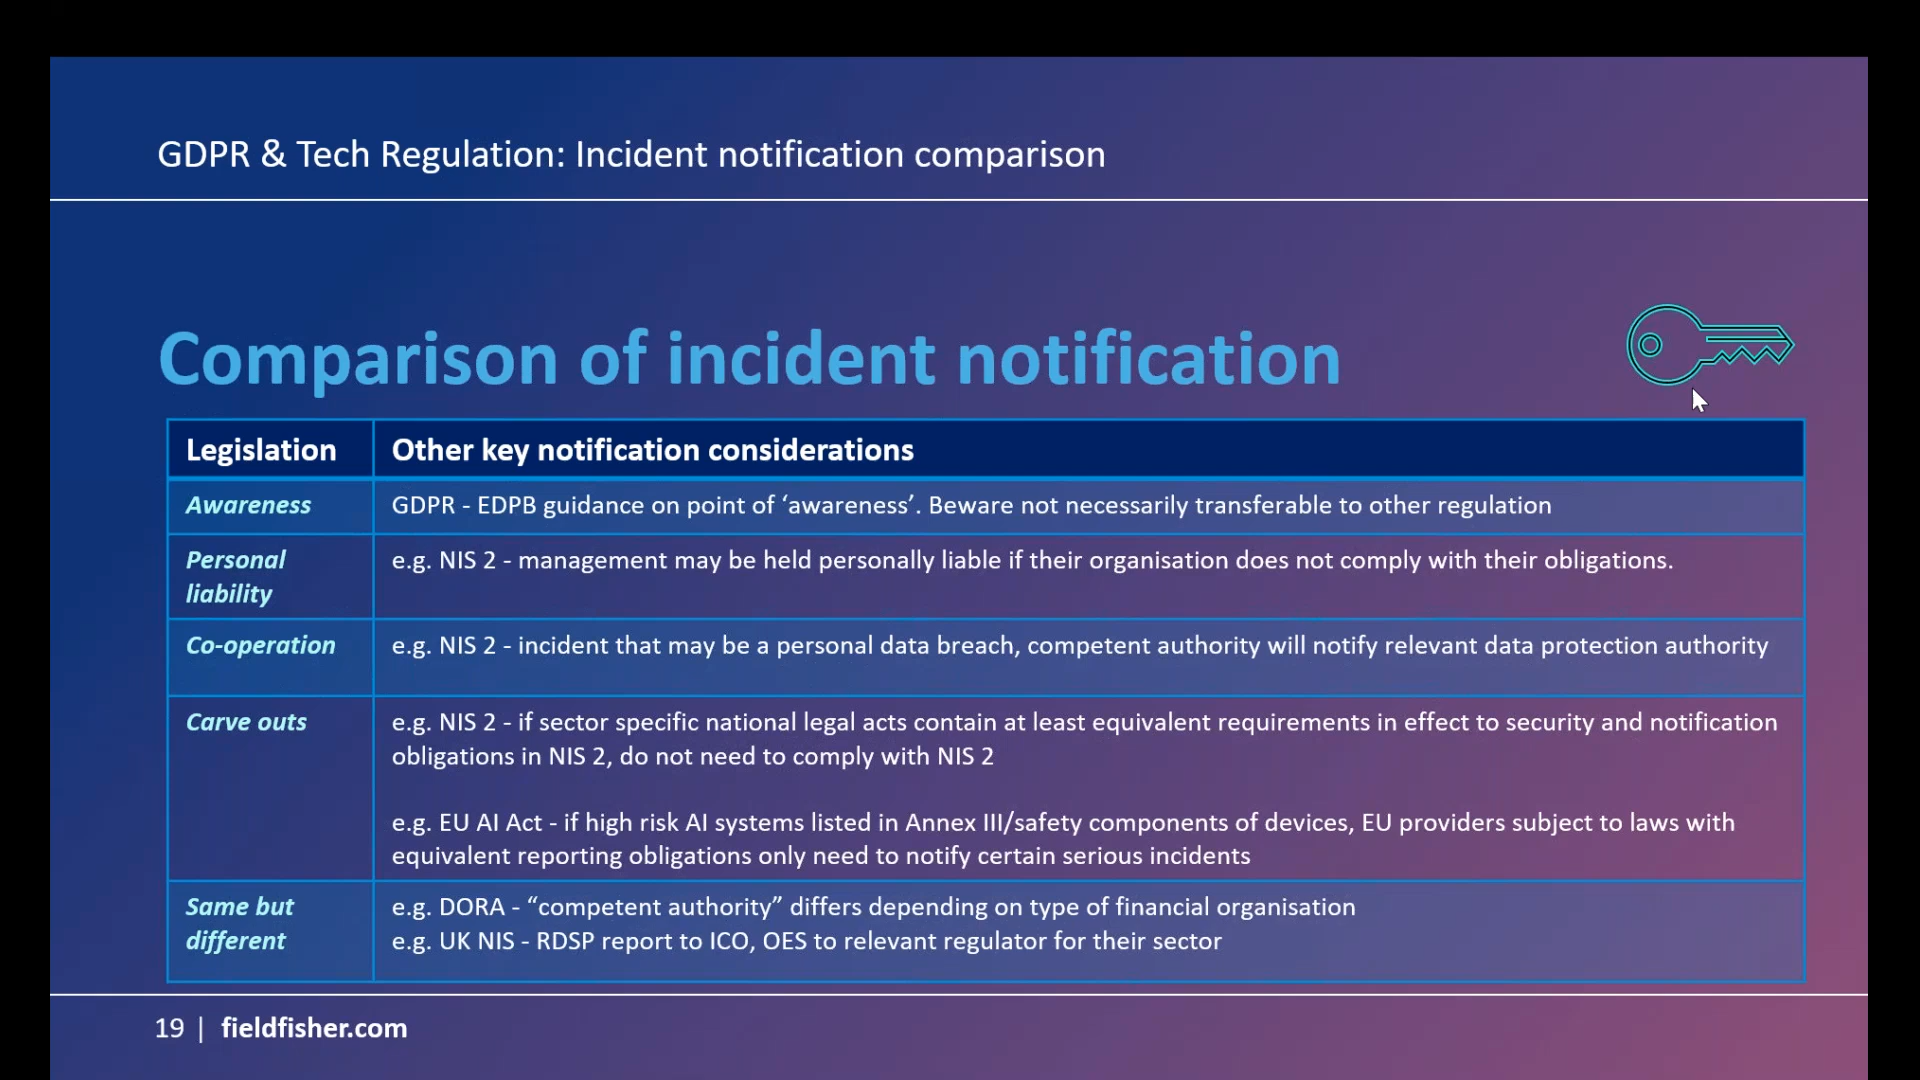 GDPR & Tech Regulation: Incident notification comparison
Comparison of incident notification
Legislation
Other key notification considerations
Awareness
GDPR - EDPB guidance on point of ‘awareness’. Beware not necessarily transferable to other regulation
Personal
liability
e.g. NIS 2 - management may be held personally liable if their organisation does not comply with their obligations.
Co-operation
e.g. NIS 2 - incident that may be a personal data breach, competent authority will notify relevant data protection authority
Carve outs
e.g. NIS 2 - if sector specific national legal acts contain at least equivalent requirements in effect to security and notification
obligations in NIS 2, do not need to comply with NIS 2
e.g. EU AI Act - if high risk AI systems listed in Annex III/safety components of devices, EU providers subject to laws with
equivalent reporting obligations only need to notify certain serious incidents
Same but
different
e.g. DORA - “competent authority” differs depending on type of financial organisation
e.g. UK NIS - RDSP report to ICO, OES to relevant regulator for their sector
19 | fieldfisher.com